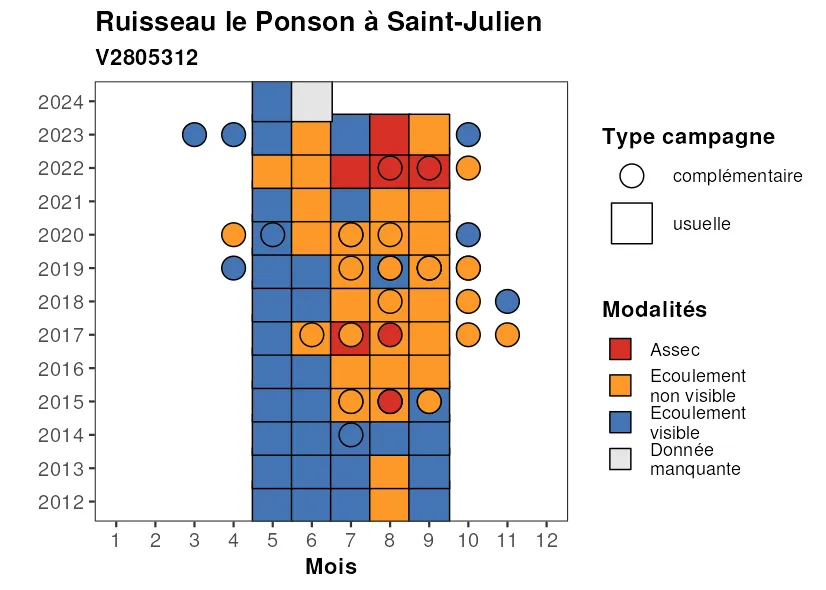 Ruisseau le Ponson à Saint-Julien
V2805312
2024
2023
2022
2021
2020
2019
2018
2017
2016
2015
2014
2013
2012
1 2 3 4 5 6 7 8 9 10 11 12
Mois
Type campagne
complémentaire
usuelle
Modalités
Assec
Ecoulement
non visible
Ecoulement
visible
Donnée
manquante